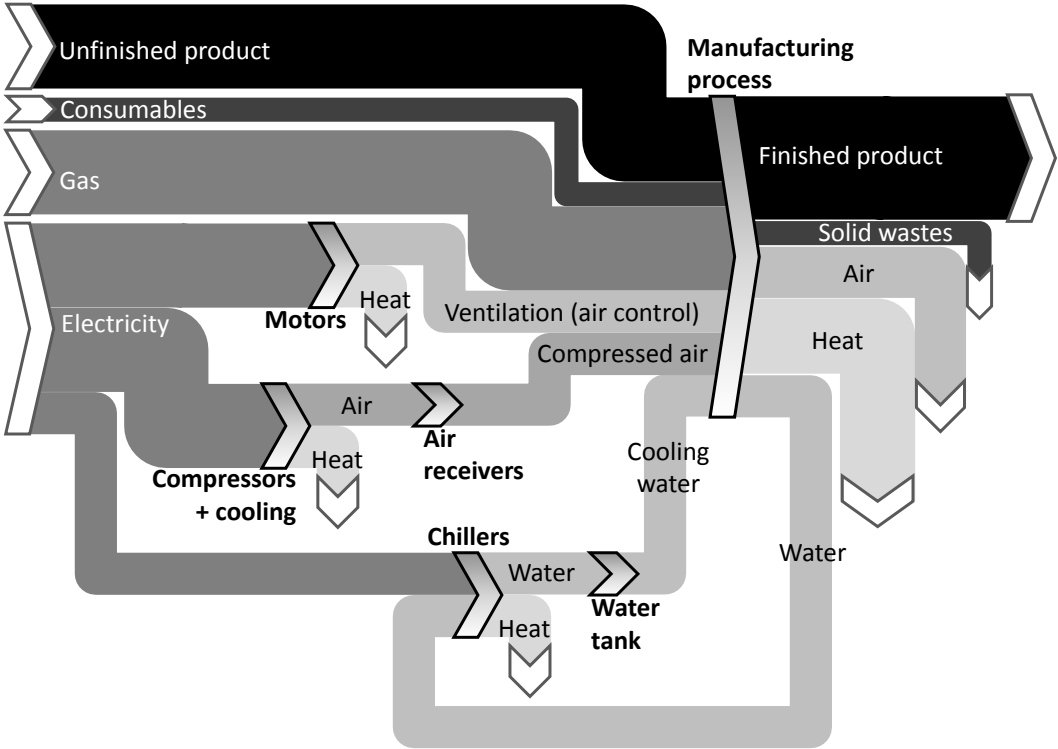 Unfinished product
Manufacturing
process
Consumables
Finished product
Gas
Solid wastes
Air
Heat
Ventilation (air control)
Motors
Electricity
Heat
Compressed air
Air
Air
receivers
Heat
Cooling
water
Compressors
+ cooling
Chillers
Water
Water
Water
tank
Heat